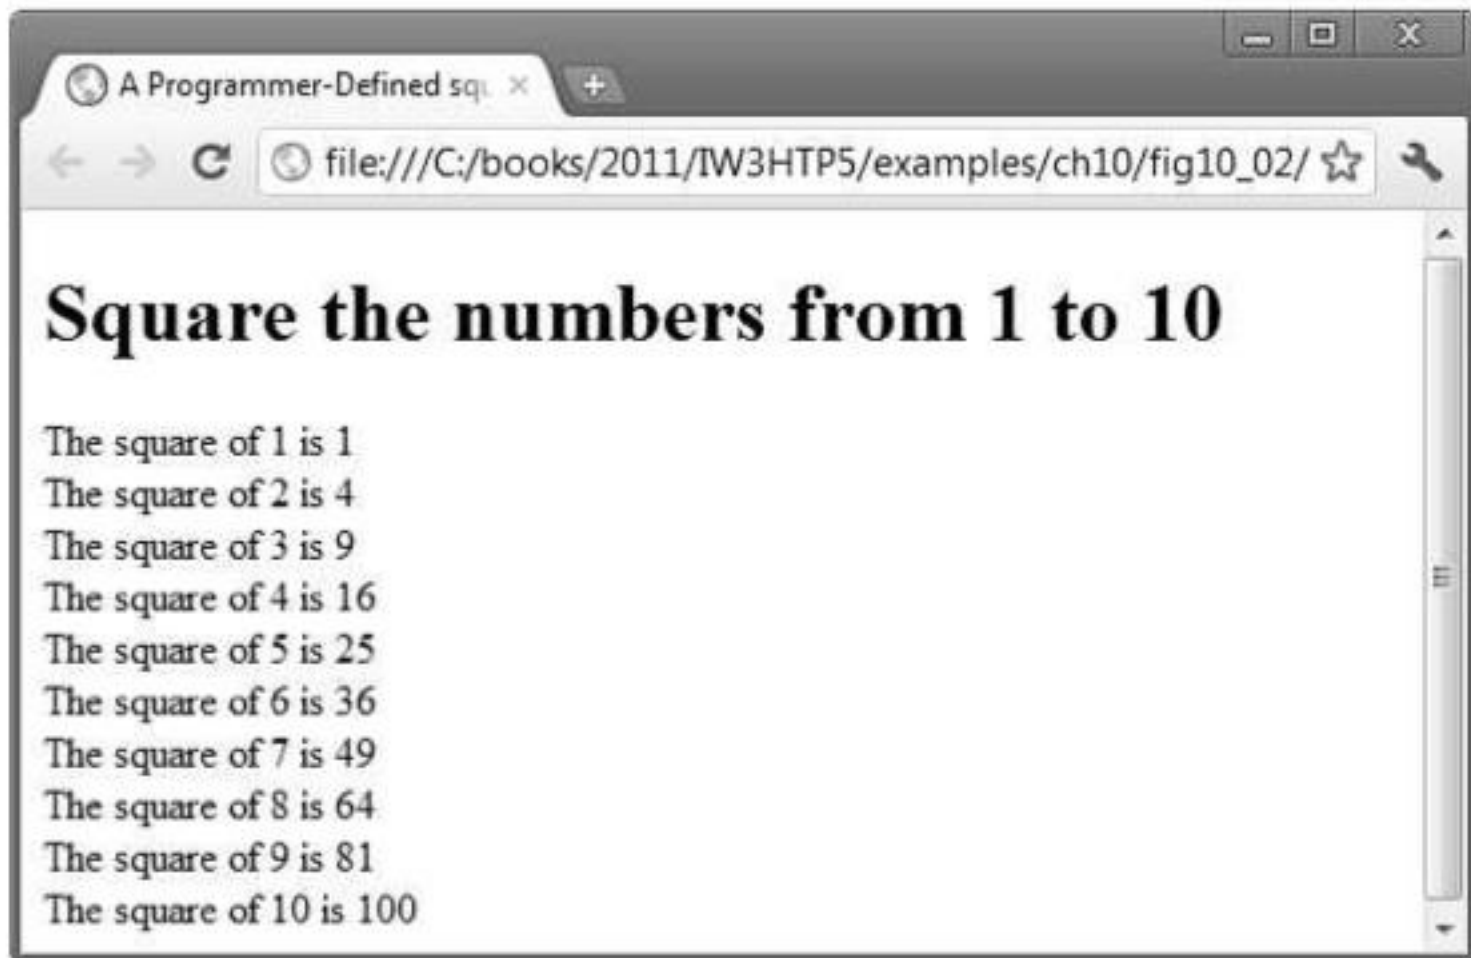 A Programmer-Defined squ
file:///C:/books/2011/IW3HTP5/examples/ch10/fig10_02/
Square the numbers from 1 to 10
The square of 1 is 1
The square of 2 is 4
The square of 3 is 9
The square of 4 is 16
The square of 5 is 25
The square of 6 is 36
The square of 7 is 49
The square of 8 is 64
The square of 9 is 81
The square of 10 is 100